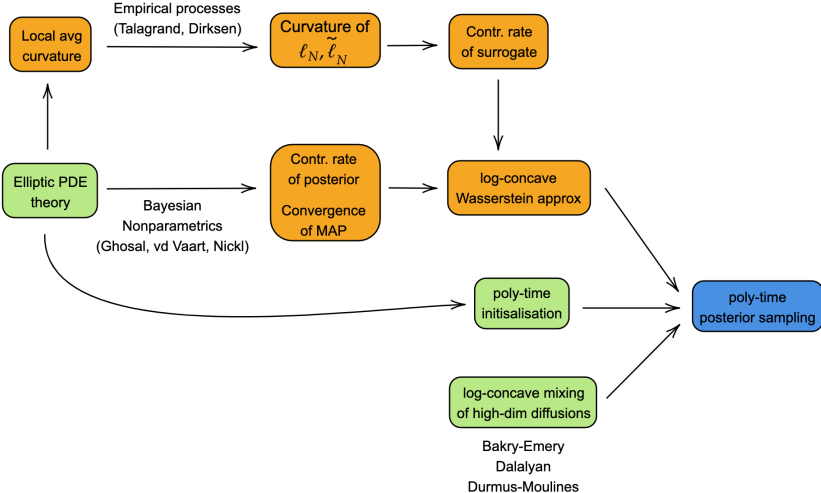 Empirical processes
(Talagrand, Dirksen)
Local avg
curvature
Curvature of
ℓ_N, ℓ̃_N
Contr. rate
of surrogate
Elliptic PDE
theory
Bayesian
Nonparametrics
(Ghosal, vd Vaart, Nickl)
Contr. rate
of posterior
Convergence
of MAP
log-concave
Wasserstein approx
poly-time
initisalisation
poly-time
posterior sampling
log-concave mixing
of high-dim diffusions
Bakry-Emery
Dalalyan
Durmus-Moulines